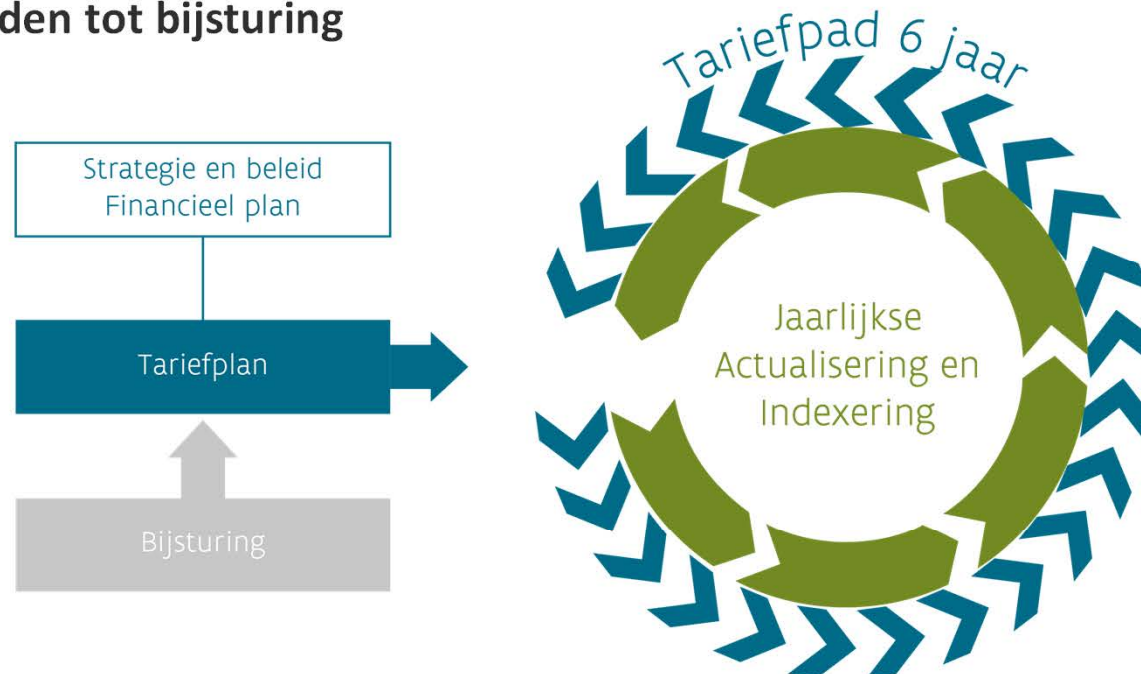 den tot bijsturing
Tariefpad 6 jaar
Strategie en beleid
Financieel plan
Tariefplan
Bijsturing
Jaarlijkse
Actualisering en
Indexering